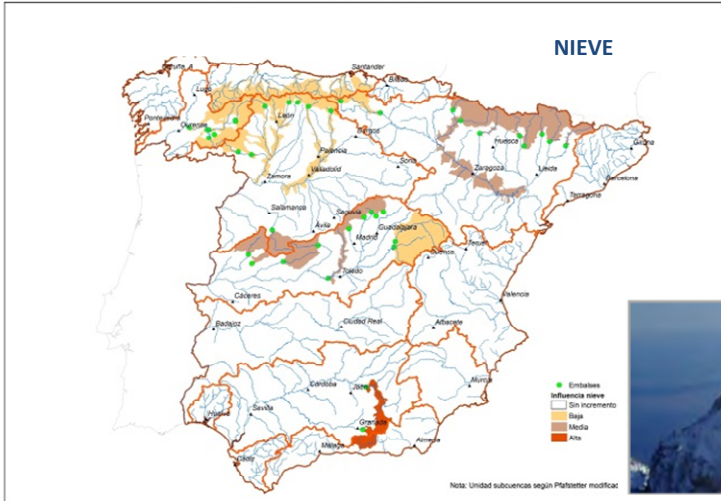 NIEVE
Santander
Bilbao
Lugo
León
Pontevedra
Ourense
Burgos
Huesca
Girona
Palencia
Soria
Zaragoza
Lleida
Valladolid
Zamora
Barcelona
Tarragona
Salamanca
Segovia
Ávila
Guadalajara
Madrid
Teruel
Cuenca
Toledo
Cáceres
Valencia
Badajoz
Ciudad Real
Albacete
Córdoba
Jaén
Murcia
Sevilla
Huelva
Granada
Almería
Málaga
Cádiz
Embalses
Influencia nieve
Sin incremento
Baja
Media
Alta
Nota: Unidad subcuencas según Pfafstetter modificad